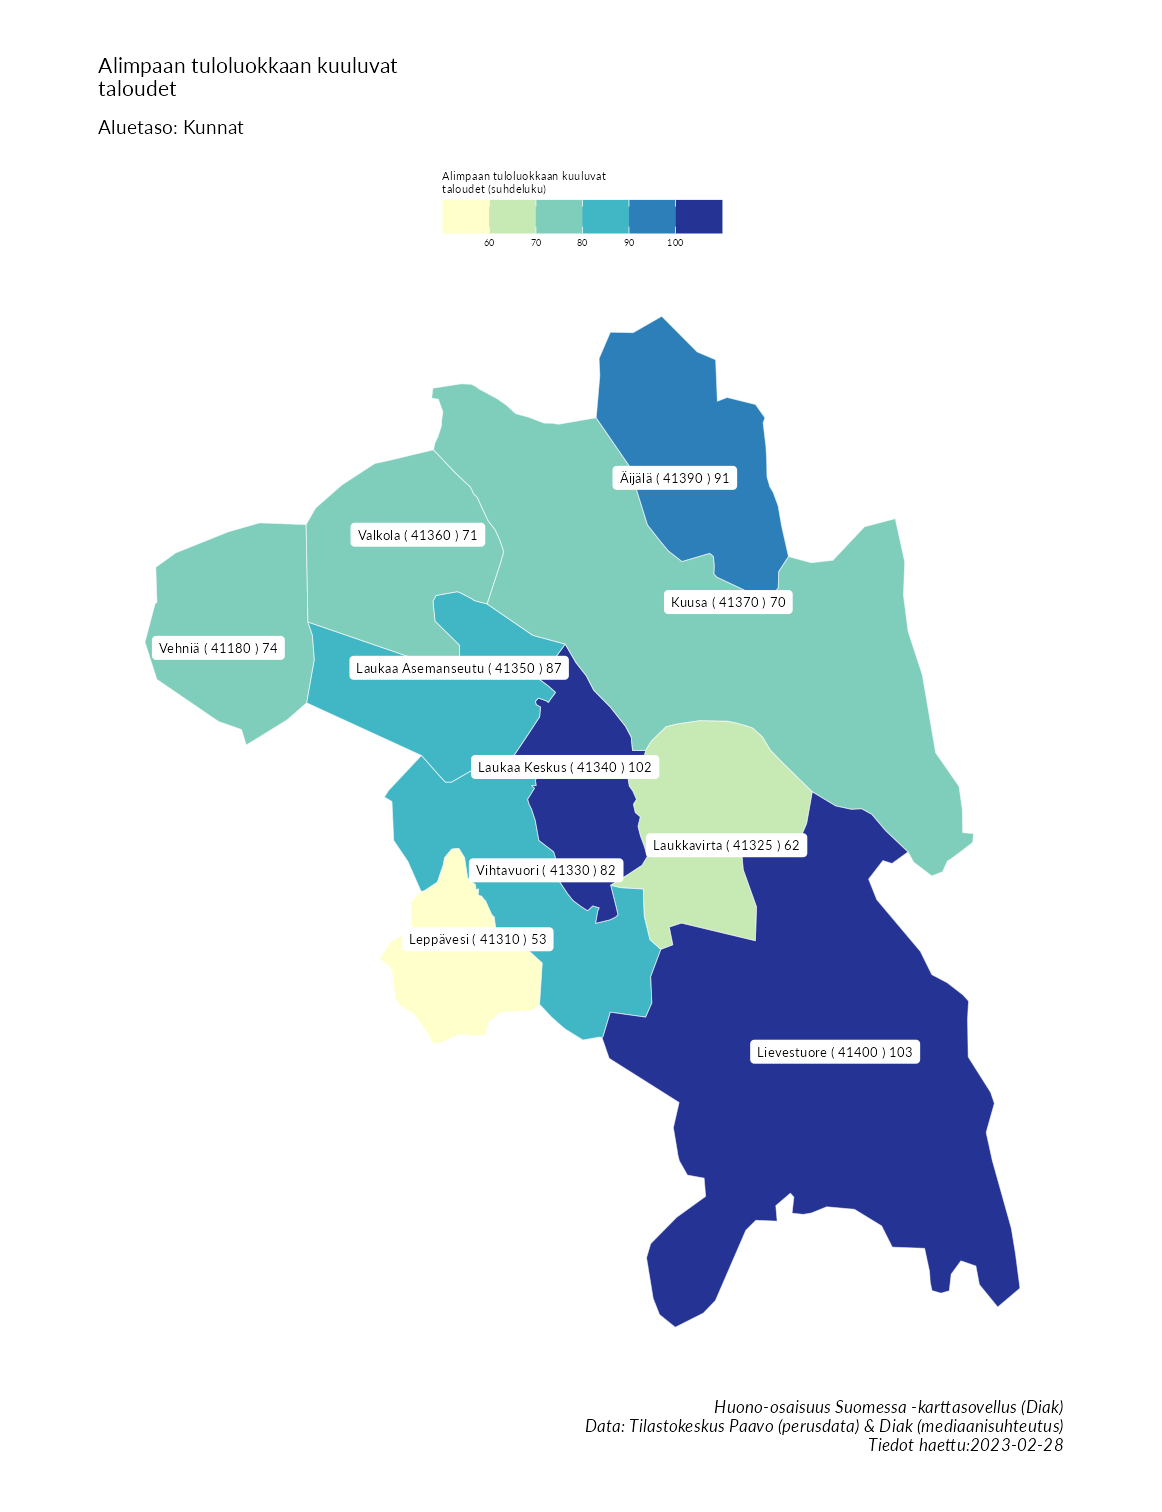 Alimpaan tuloluokkaan kuuluvat
taloudet
Aluetaso: Kunnat
Alimpaan tuloluokkaan kuuluvat
taloudet (suhdeluku)
60 70 80 90 100
Äijälä ( 41390 ) 91
Valkola ( 41360 ) 71
Kuusa ( 41370 ) 70
Vehniä ( 41180 ) 74
Laukaa Asemanseutu ( 41350 ) 87
Laukaa Keskus ( 41340 ) 102
Laukkavirta ( 41325 ) 62
Vihtavuori ( 41330 ) 82
Leppävesi ( 41310 ) 53
Lievestuore ( 41400 ) 103
Huono-osaisuus Suomessa -karttasovellus (Diak)
Data: Tilastokeskus Paavo (perusdata) & Diak (mediaanisuhteutus)
Tiedot haettu:2023-02-28